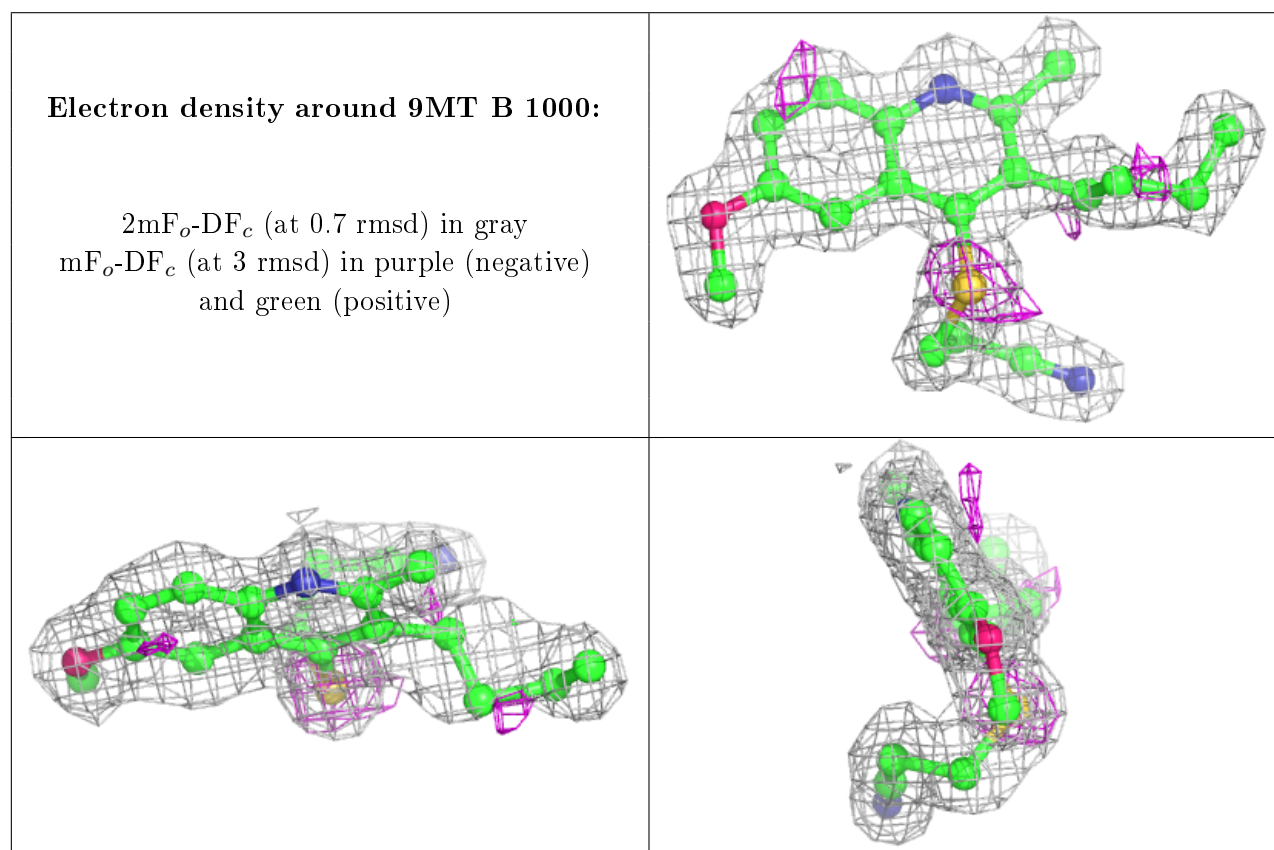 Electron density around 9MT B 1000:
2mFo-DFc (at 0.7 rmsd) in gray
mFo-DFc (at 3 rmsd) in purple (negative)
and green (positive)